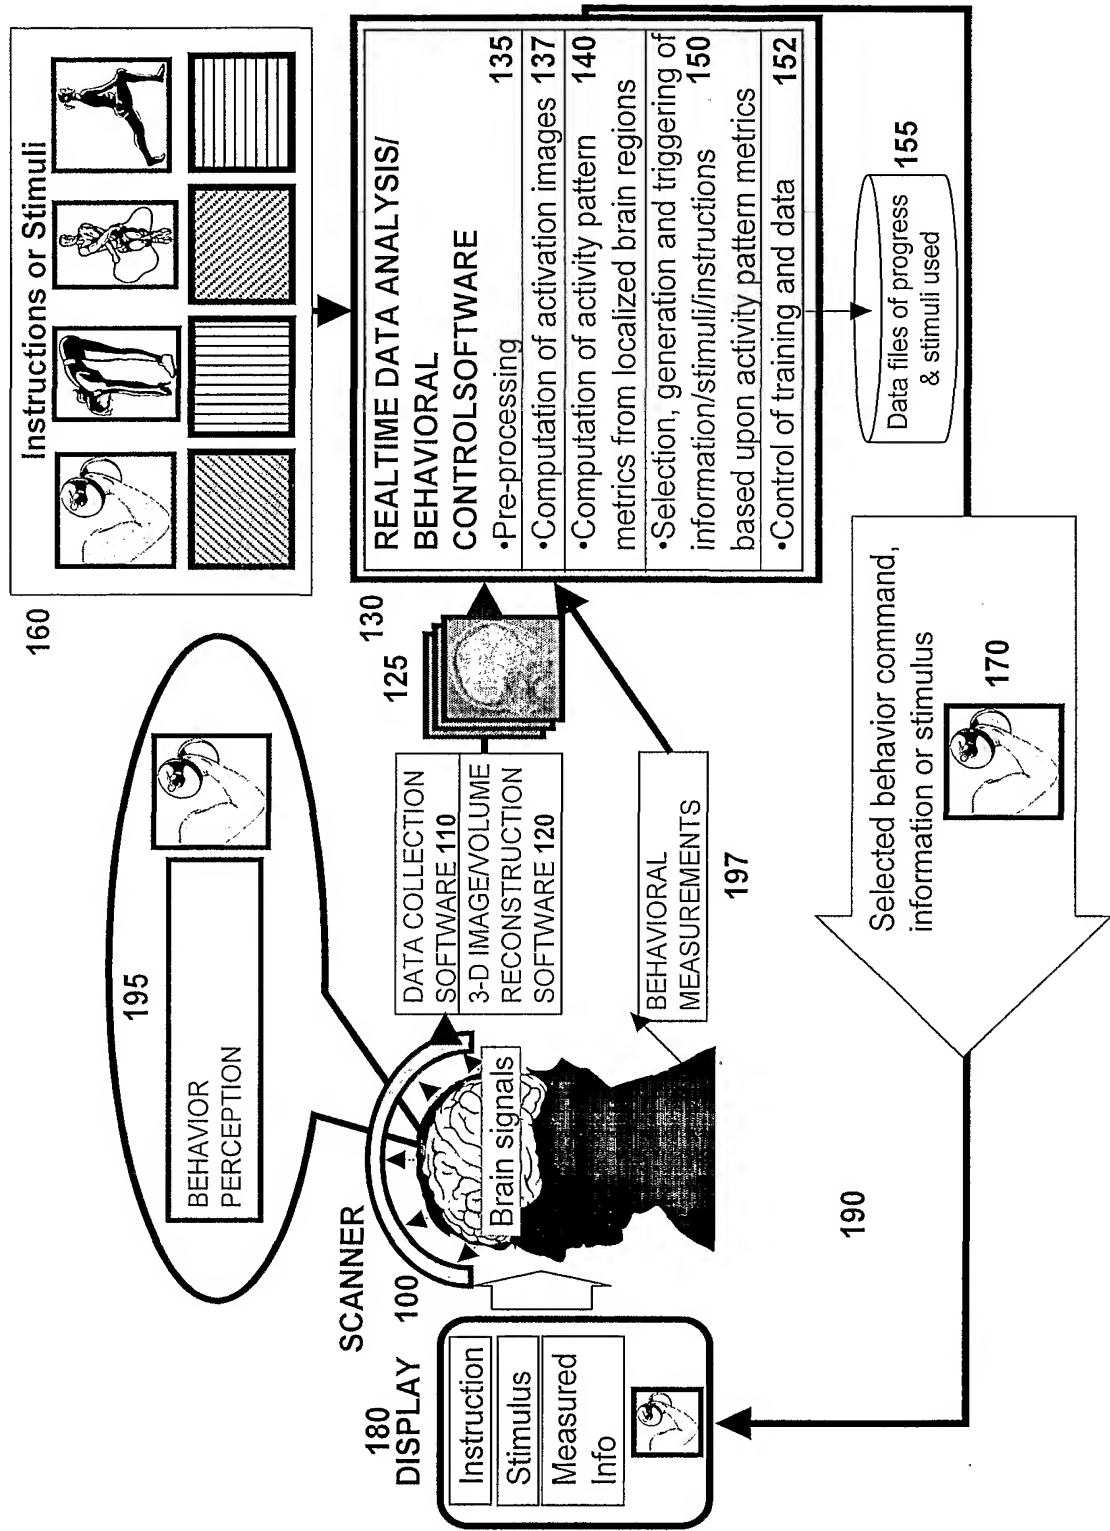 195
BEHAVIOR
PERCEPTION
160
Instructions or Stimuli
180
DISPLAY
Instruction
Stimulus
Measured
Info
SCANNER
100
Brain signals
DATA COLLECTION
SOFTWARE 110
3-D IMAGE/VOLUME
RECONSTRUCTION
SOFTWARE 120
125
BEHAVIORAL
MEASUREMENTS
197
130
REALTIME DATA ANALYSIS/
BEHAVIORAL
CONTROLSOFTWARE
•Pre-processing 135
•Computation of activation images 137
•Computation of activity pattern 140
metrics from localized brain regions
•Selection, generation and triggering of
information/stimuli/instructions 150
based upon activity pattern metrics
•Control of training and data 152
Data files of progress
& stimuli used
155
190
Selected behavior command,
information or stimulus
170